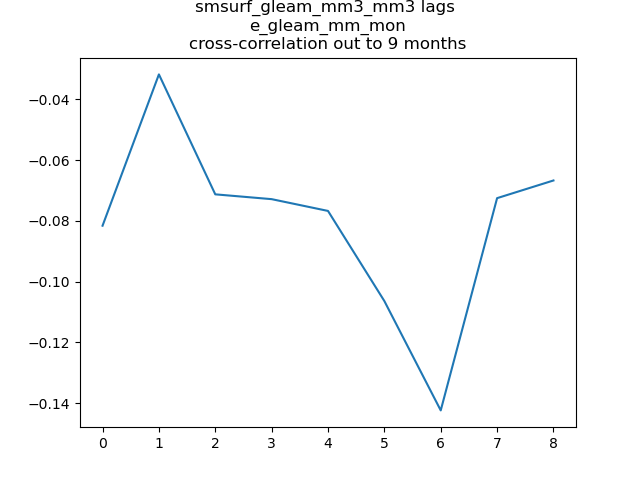 smsurf_gleam_mm3_mm3 lags
e_gleam_mm_mon
cross-correlation out to 9 months
−0.04
−0.06
−0.08
−0.10
−0.12
−0.14
0 1 2 3 4 5 6 7 8